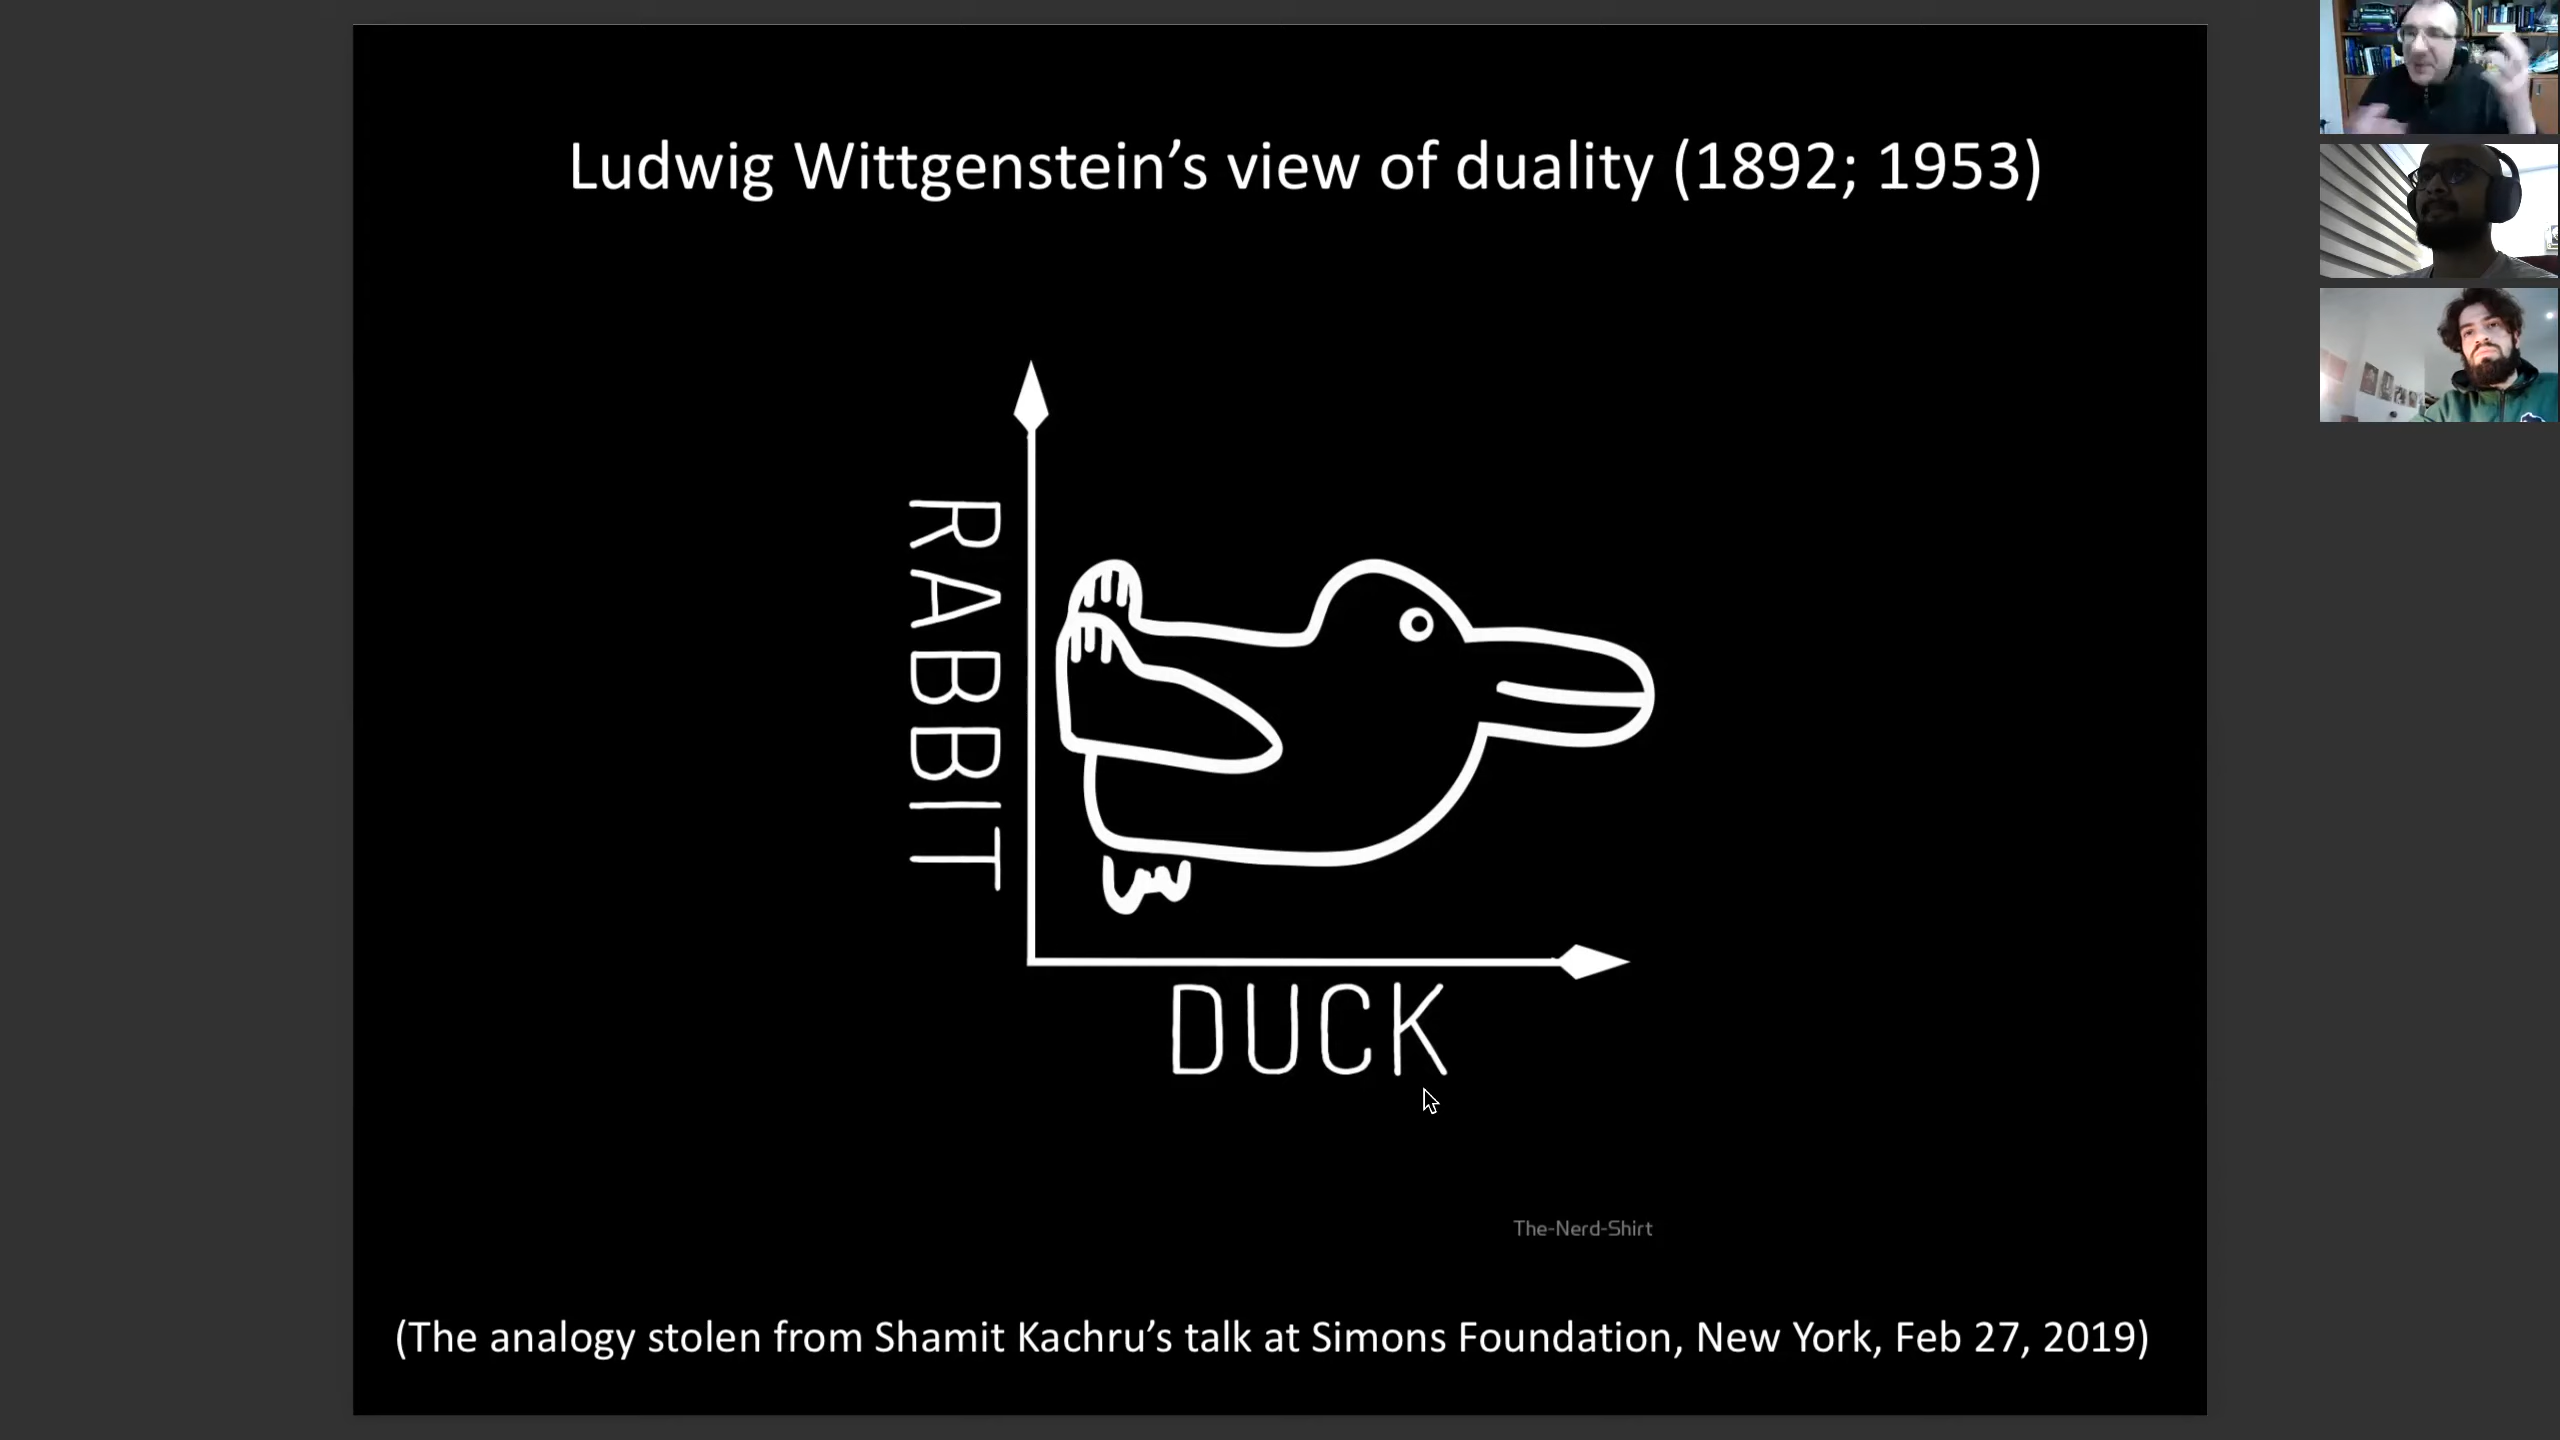 Ludwig Wittgenstein’s view of duality (1892; 1953)
RABBIT
DUCK
The-Nerd-Shirt
(The analogy stolen from Shamit Kachru’s talk at Simons Foundation, New York, Feb 27, 2019)